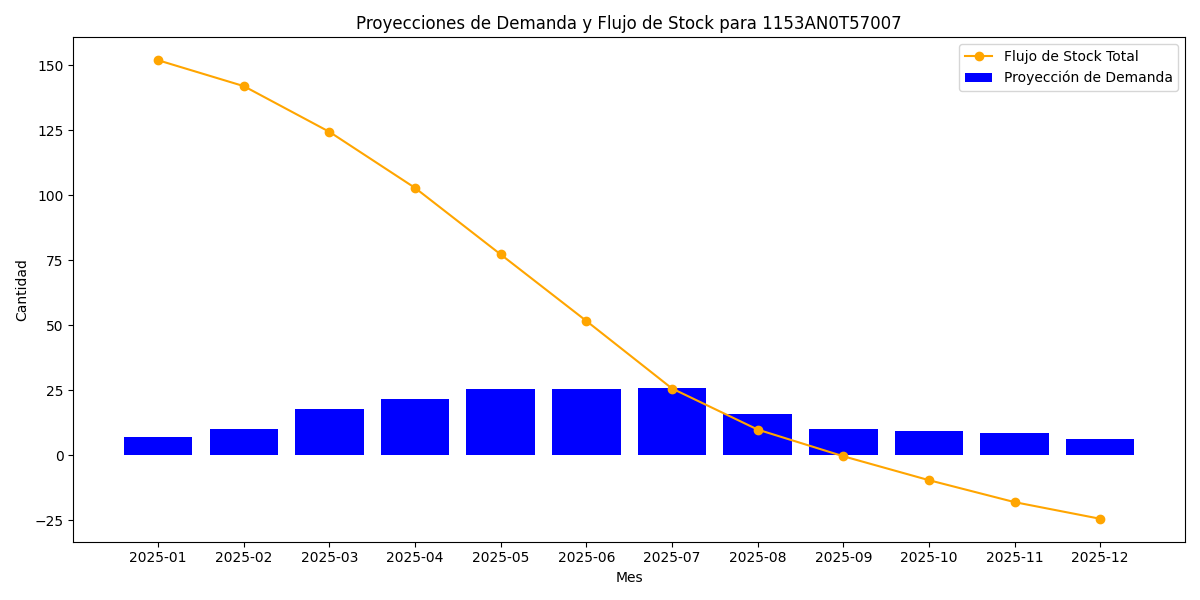 Proyecciones de Demanda y Flujo de Stock para 1153AN0T57007
Flujo de Stock Total
Proyección de Demanda
Cantidad
150
125
100
75
50
25
0
−25
2025-01 2025-02 2025-03 2025-04 2025-05 2025-06 2025-07 2025-08 2025-09 2025-10 2025-11 2025-12
Mes